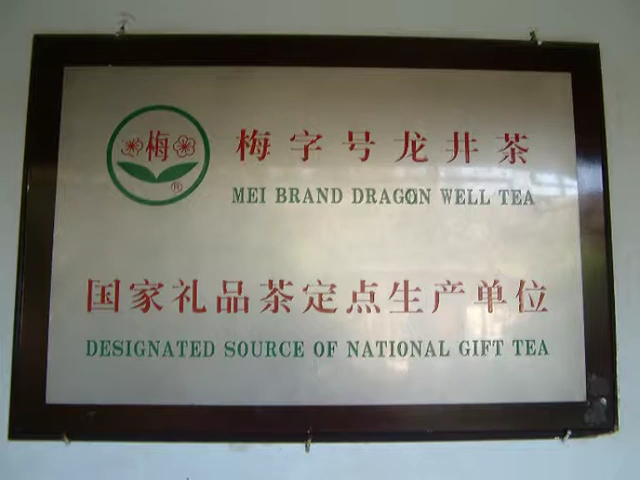 梅
®
梅字号龙井茶
MEI BRAND DRAGON WELL TEA
国家礼品茶定点生产单位
DESIGNATED SOURCE OF NATIONAL GIFT TEA